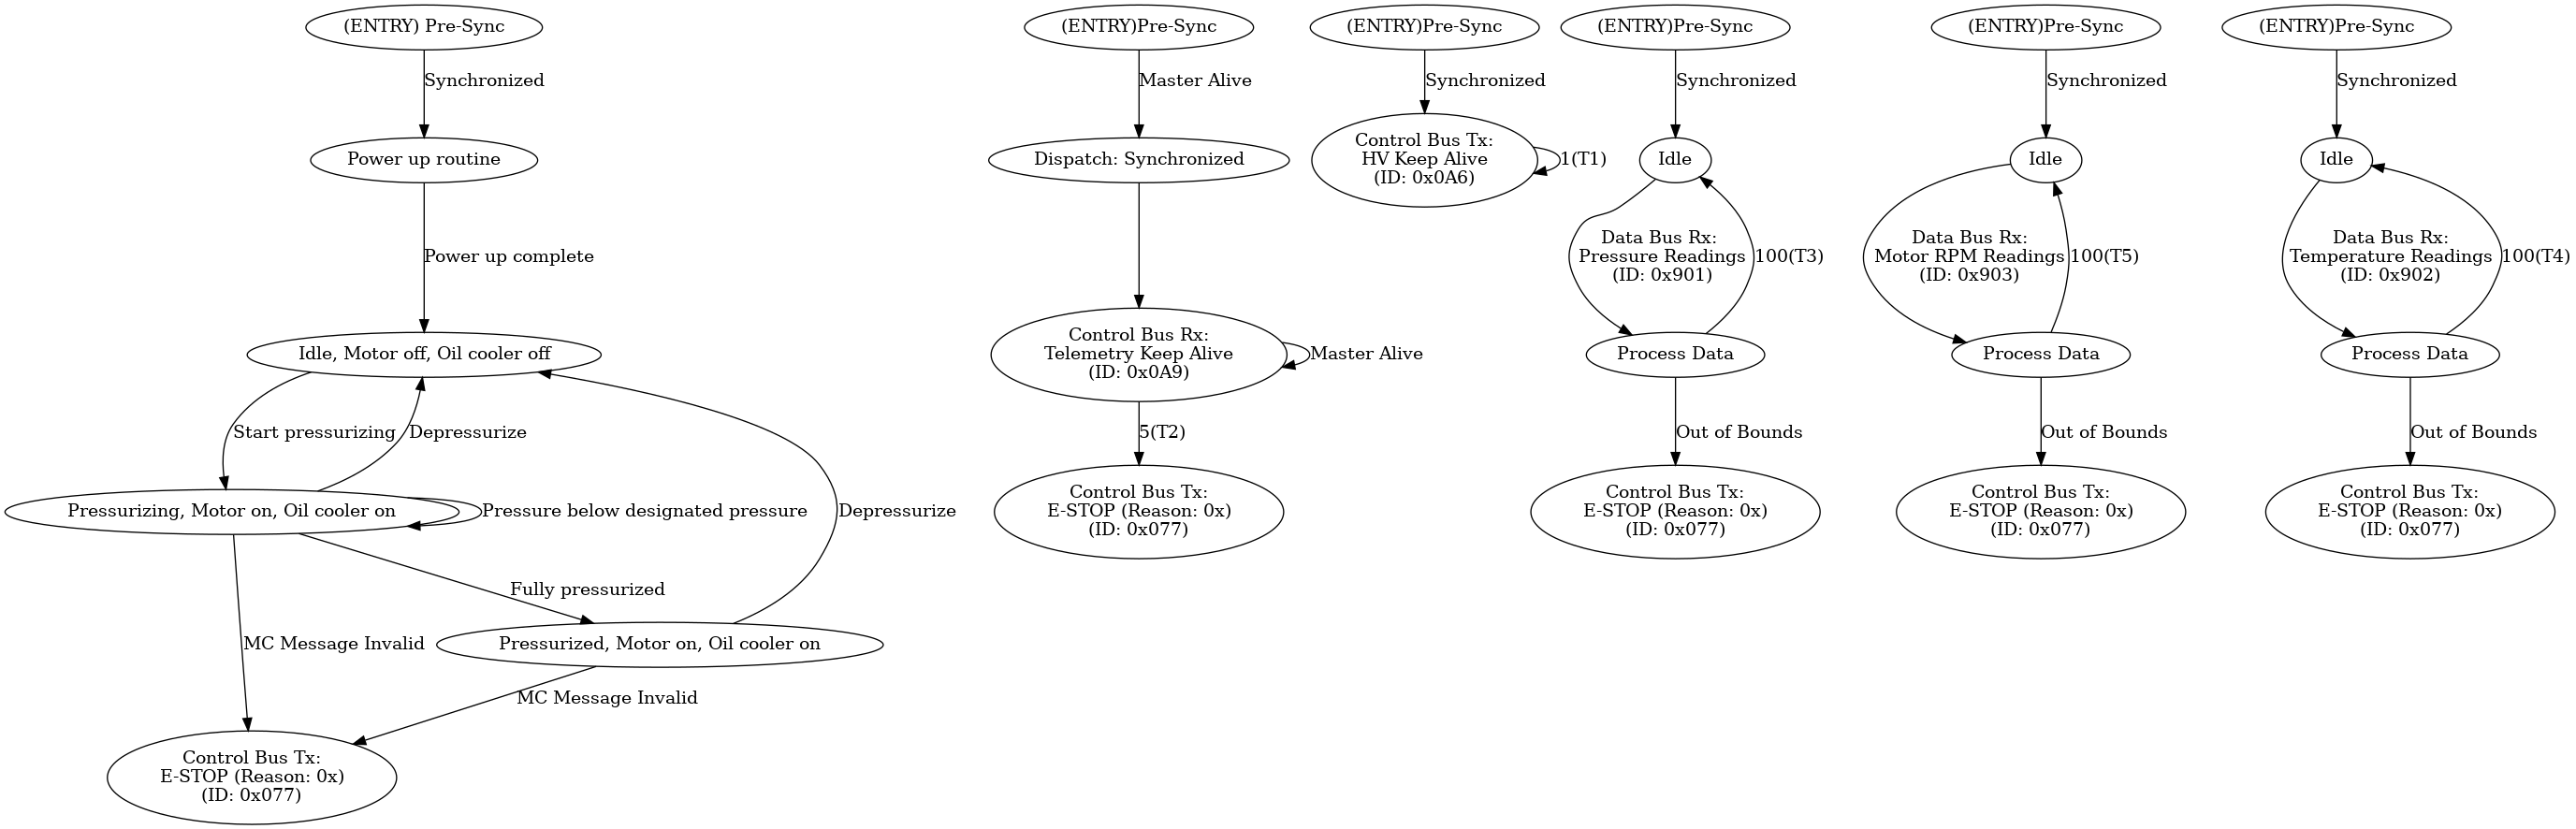 (ENTRY) Pre-Sync
Synchronized
Power up routine
Power up complete
Idle, Motor off, Oil cooler off
Start pressurizing
Depressurize
Pressurizing, Motor on, Oil cooler on
Pressure below designated pressure
Depressurize
Fully pressurized
MC Message Invalid
Pressurized, Motor on, Oil cooler on
MC Message Invalid
Control Bus Tx:
E-STOP (Reason: 0x)
(ID: 0x077)
(ENTRY)Pre-Sync
Master Alive
Dispatch: Synchronized
Control Bus Rx:
Telemetry Keep Alive
(ID: 0x0A9)
Master Alive
5(T2)
Control Bus Tx:
E-STOP (Reason: 0x)
(ID: 0x077)
(ENTRY)Pre-Sync
Synchronized
Control Bus Tx:
HV Keep Alive
(ID: 0x0A6)
1(T1)
(ENTRY)Pre-Sync
Synchronized
Idle
Data Bus Rx:
Pressure Readings
(ID: 0x901)
100(T3)
Process Data
Out of Bounds
Control Bus Tx:
E-STOP (Reason: 0x)
(ID: 0x077)
(ENTRY)Pre-Sync
Synchronized
Idle
Data Bus Rx:
Motor RPM Readings
(ID: 0x903)
100(T5)
Process Data
Out of Bounds
Control Bus Tx:
E-STOP (Reason: 0x)
(ID: 0x077)
(ENTRY)Pre-Sync
Synchronized
Idle
Data Bus Rx:
Temperature Readings
(ID: 0x902)
100(T4)
Process Data
Out of Bounds
Control Bus Tx:
E-STOP (Reason: 0x)
(ID: 0x077)